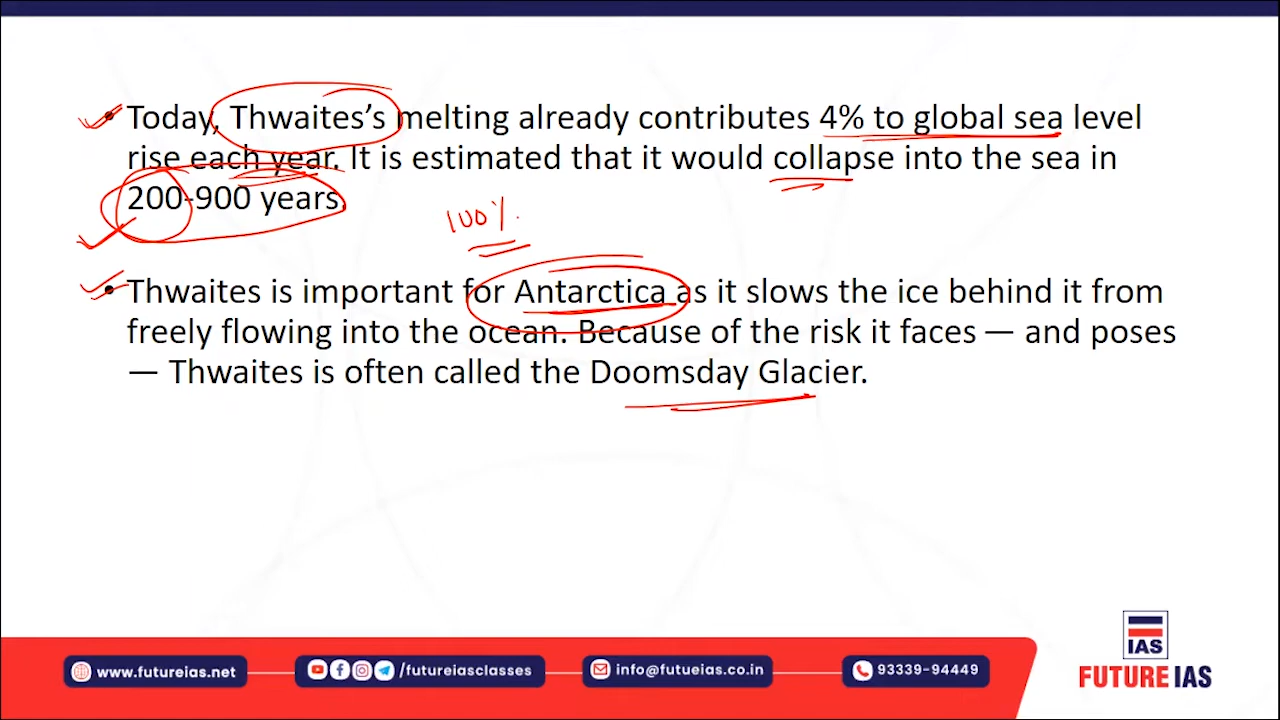 • Today, Thwaites's melting already contributes 4% to global sea level
rise each year. It is estimated that it would collapse into the sea in
200-900 years.
100%
• Thwaites is important for Antarctica as it slows the ice behind it from
freely flowing into the ocean. Because of the risk it faces — and poses
— Thwaites is often called the Doomsday Glacier.
IAS
FUTURE IAS
www.futureias.net
/futureiasclasses
info@futueias.co.in
93339-94449